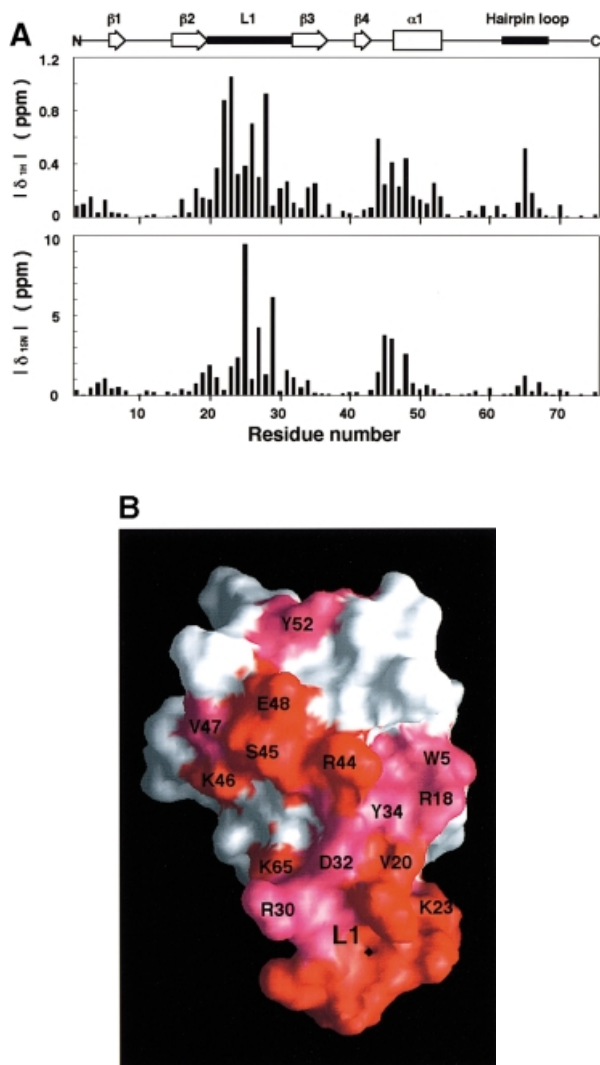 A
N β1 β2 L1 β3 β4 α1 Hairpin loop C
1.2
0.4
0
| δ 1H | ( ppm )
10
5
0
| δ 15N | ( ppm )
10 20 30 40 50 60 70
Residue number
B
Y52
E48
V47
S45
R44
W5
K46
R18
Y34
K65
D32
V20
R30
K23
L1